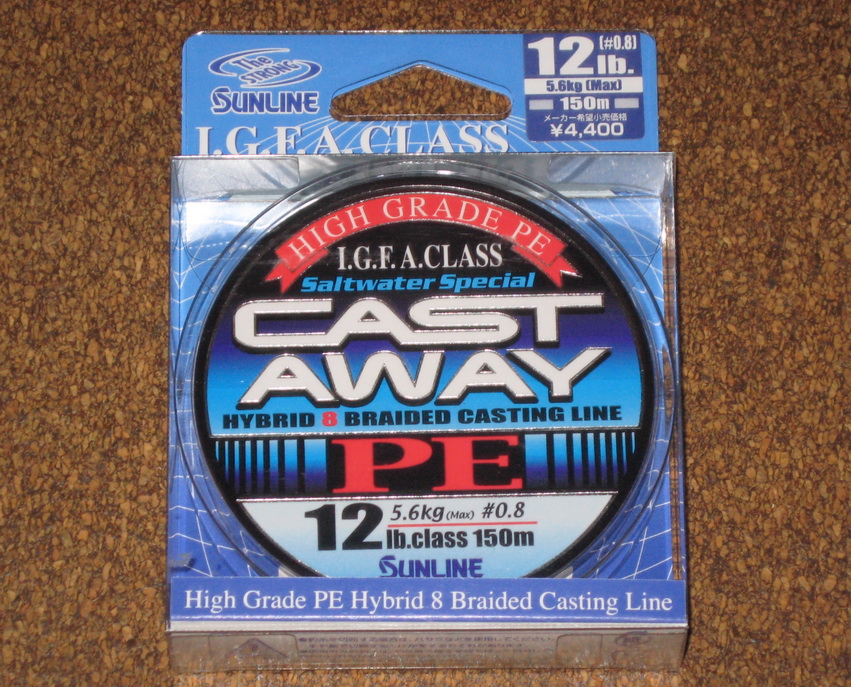 The
STRONG
SUNLINE
12lb.
(#0.8)
5.6kg (Max)
150m
メーカー希望小売価格
¥4,400
I.G.F.A. CLASS
HIGH GRADE PE
I.G.F.A.CLASS
Saltwater Special
CAST
AWAY
HYBRID 8 BRAIDED CASTING LINE
PE
12
5.6kg(Max) #0.8
lb.class 150m
SUNLINE
High Grade PE Hybrid 8 Braided Casting Line